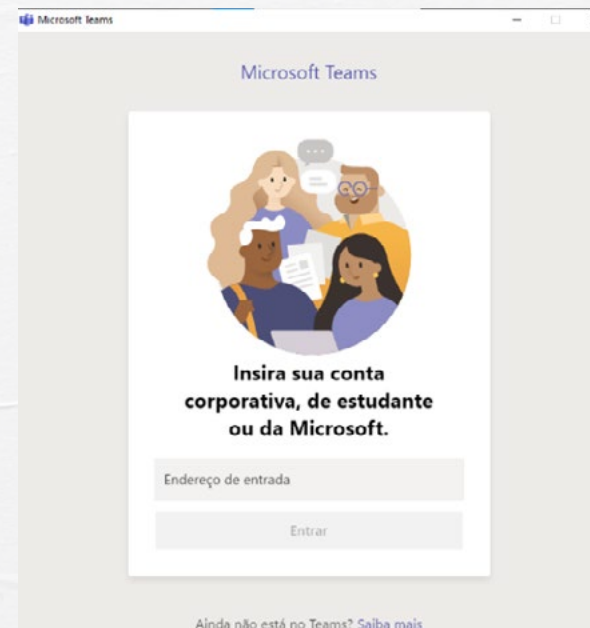 Microsoft Teams
Microsoft Teams
Insira sua conta
corporativa, de estudante
ou da Microsoft.
Endereço de entrada
Entrar
Ainda não está no Teams? Saiba mais